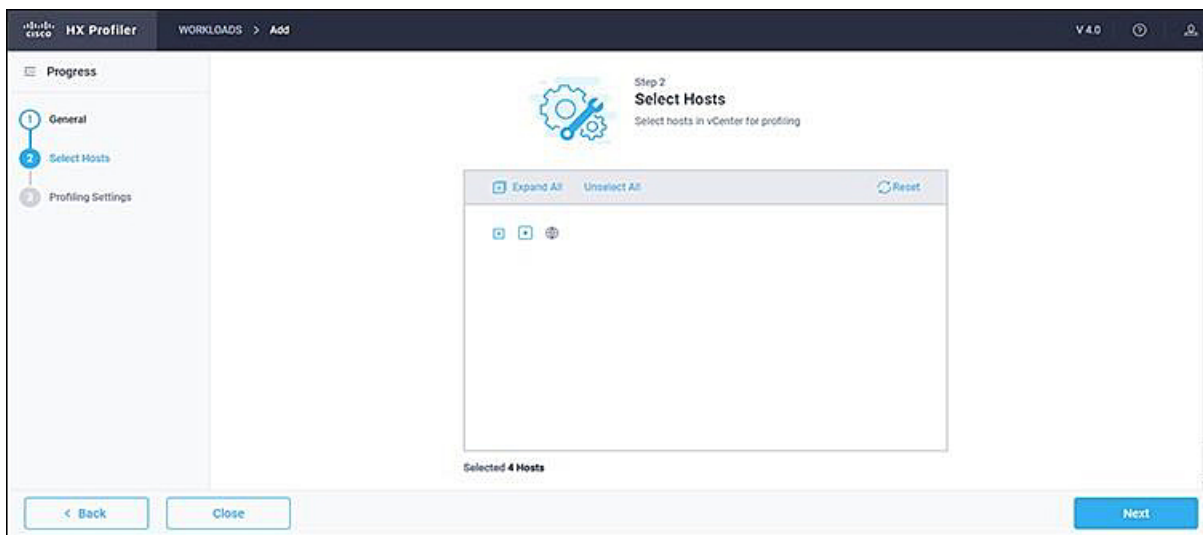 cisco HX Profiler WORKLOADS > Add V 4.0
Progress
1 General
2 Select Hosts
3 Profiling Settings
Step 2
Select Hosts
Select hosts in vCenter for profiling
Expand All Unselect All Reset
Selected 4 Hosts
< Back Close Next